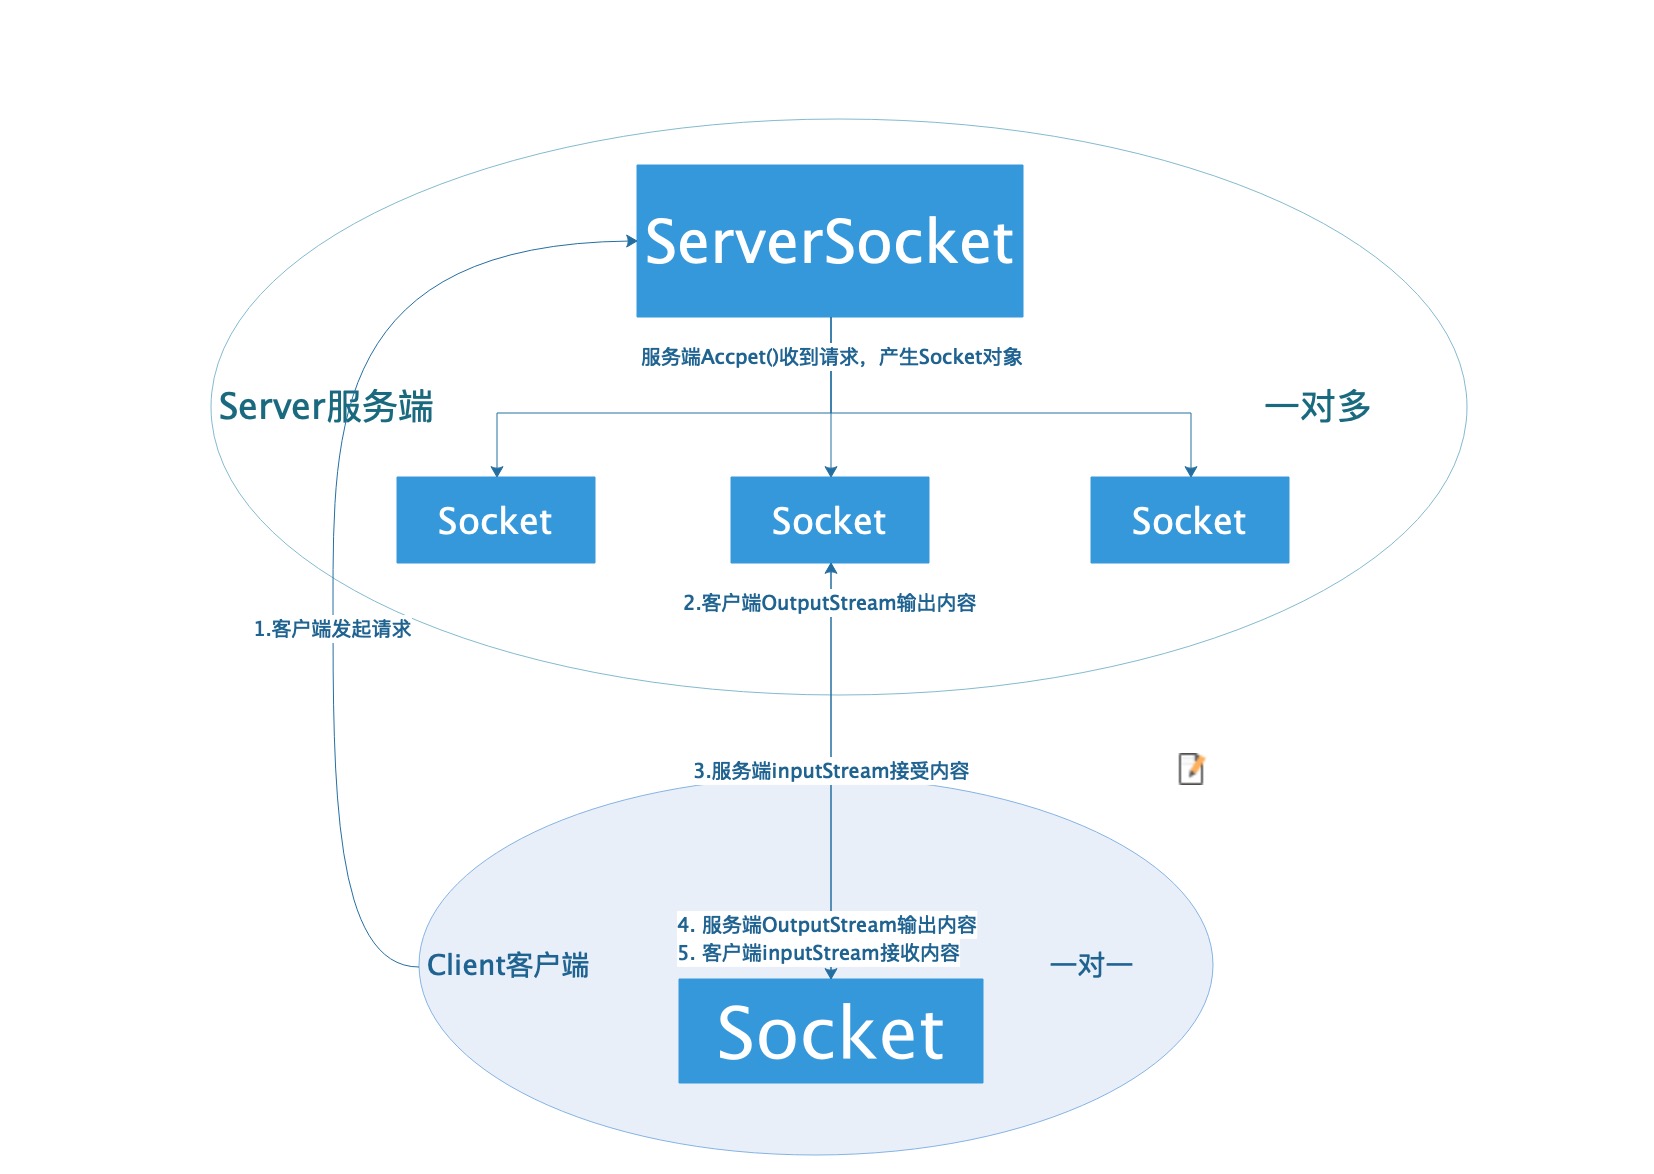 ServerSocket
服务端Accpet()收到请求，产生Socket对象
Server服务端
一对多
Socket
Socket
Socket
2.客户端OutputStream输出内容
1.客户端发起请求
3.服务端inputStream接受内容
4. 服务端OutputStream输出内容
5. 客户端inputStream接收内容
Client客户端
一对一
Socket